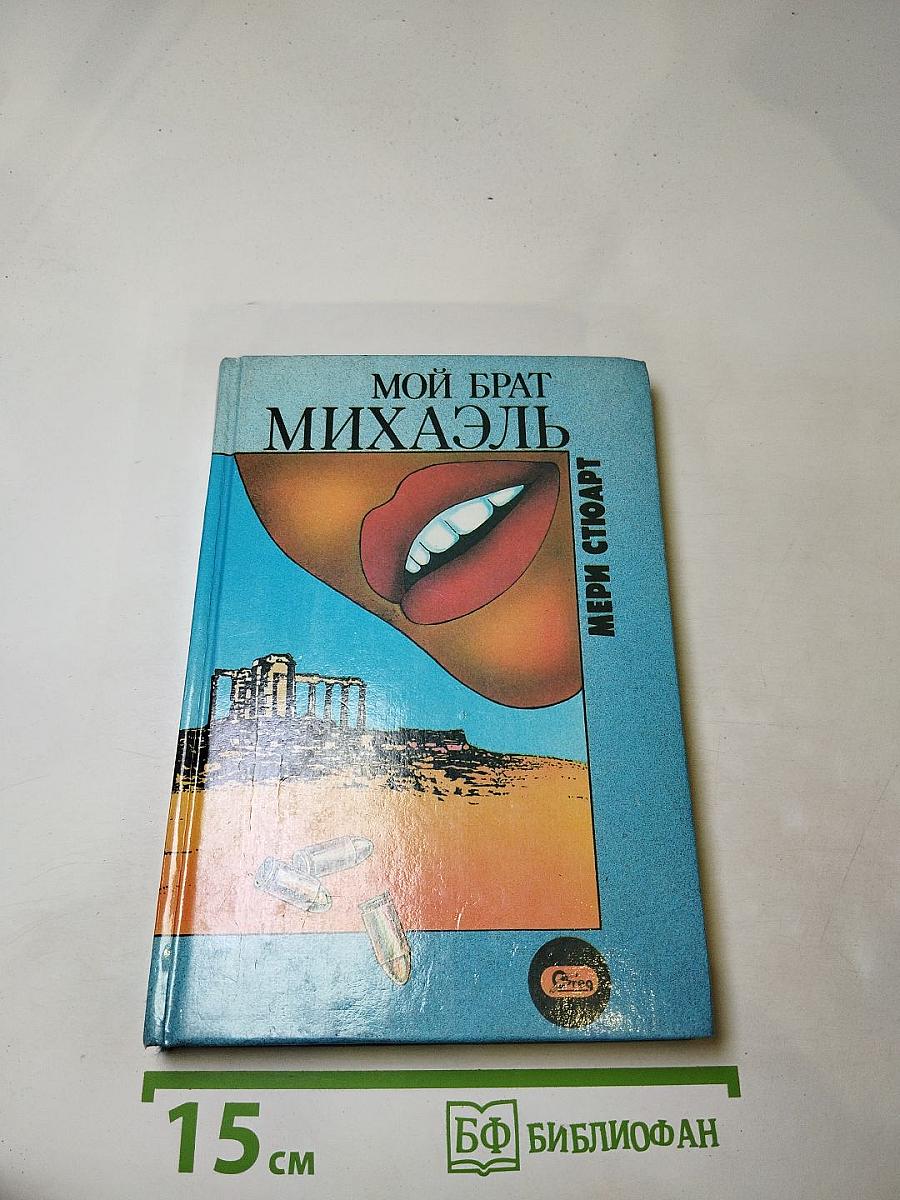 МОЙ БРАТ
МИХАЭЛЬ
МЕРИ СТЮАРТ
15 см
БФ БИБЛИОФАН